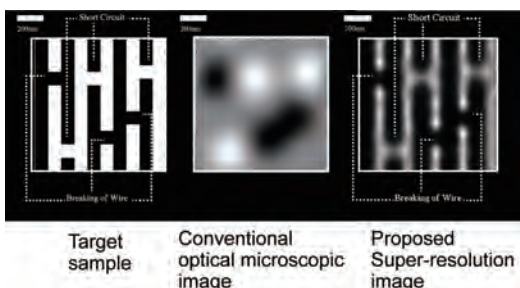 Short Circuit
200nm
Breaking of Wire
200nm
Short Circuit
200nm
Breaking of Wire
Target
sample
Conventional
optical microscopic
image
Proposed
Super-resolution
image